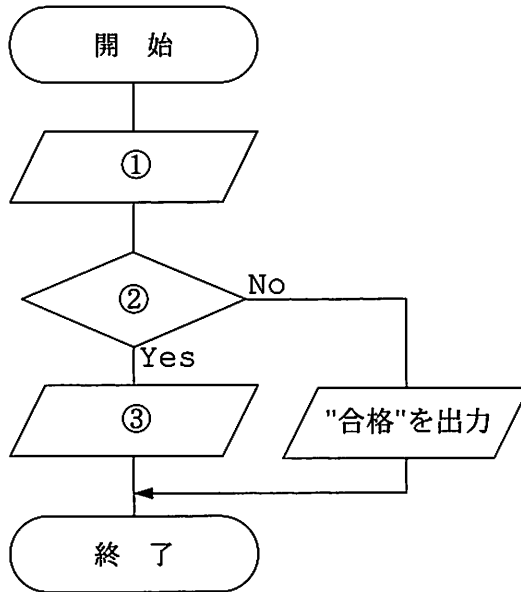 開 始
①
②
No
Yes
③
"合格"を出力
終 了